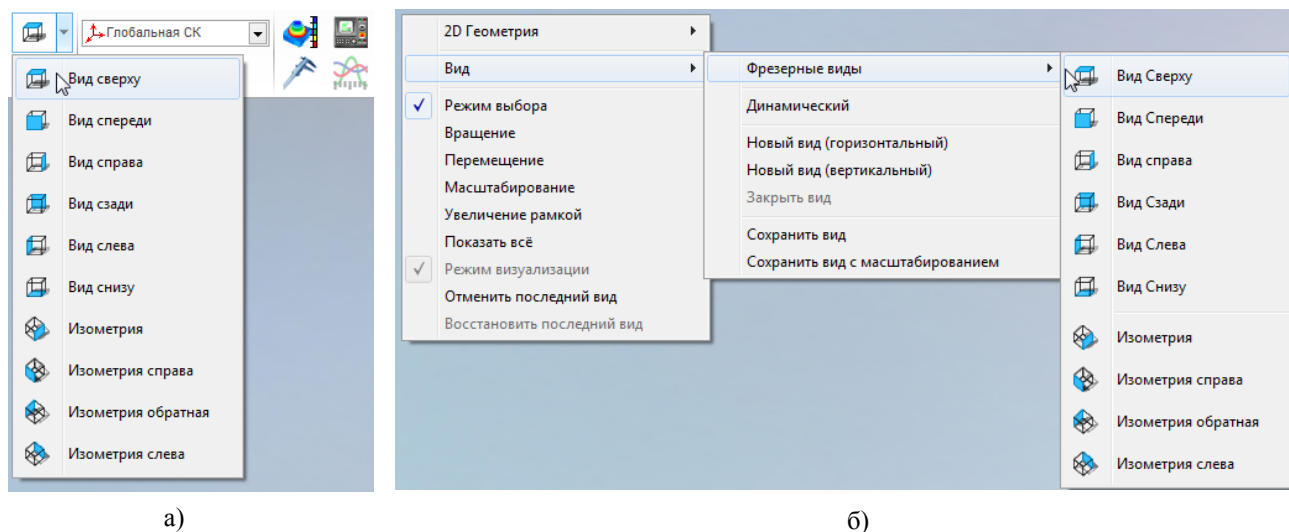 Глобальная СК
Вид сверху
Вид спереди
Вид справа
Вид сзади
Вид слева
Вид снизу
Изометрия
Изометрия справа
Изометрия обратная
Изометрия слева
а)
2D Геометрия
Вид
Режим выбора
Вращение
Перемещение
Масштабирование
Увеличение рамкой
Показать всё
Режим визуализации
Отменить последний вид
Восстановить последний вид
Фрезерные виды
Динамический
Новый вид (горизонтальный)
Новый вид (вертикальный)
Закрыть вид
Сохранить вид
Сохранить вид с масштабированием
Вид Сверху
Вид Спереди
Вид справа
Вид Сзади
Вид Слева
Вид Снизу
Изометрия
Изометрия справа
Изометрия обратная
Изометрия слева
б)